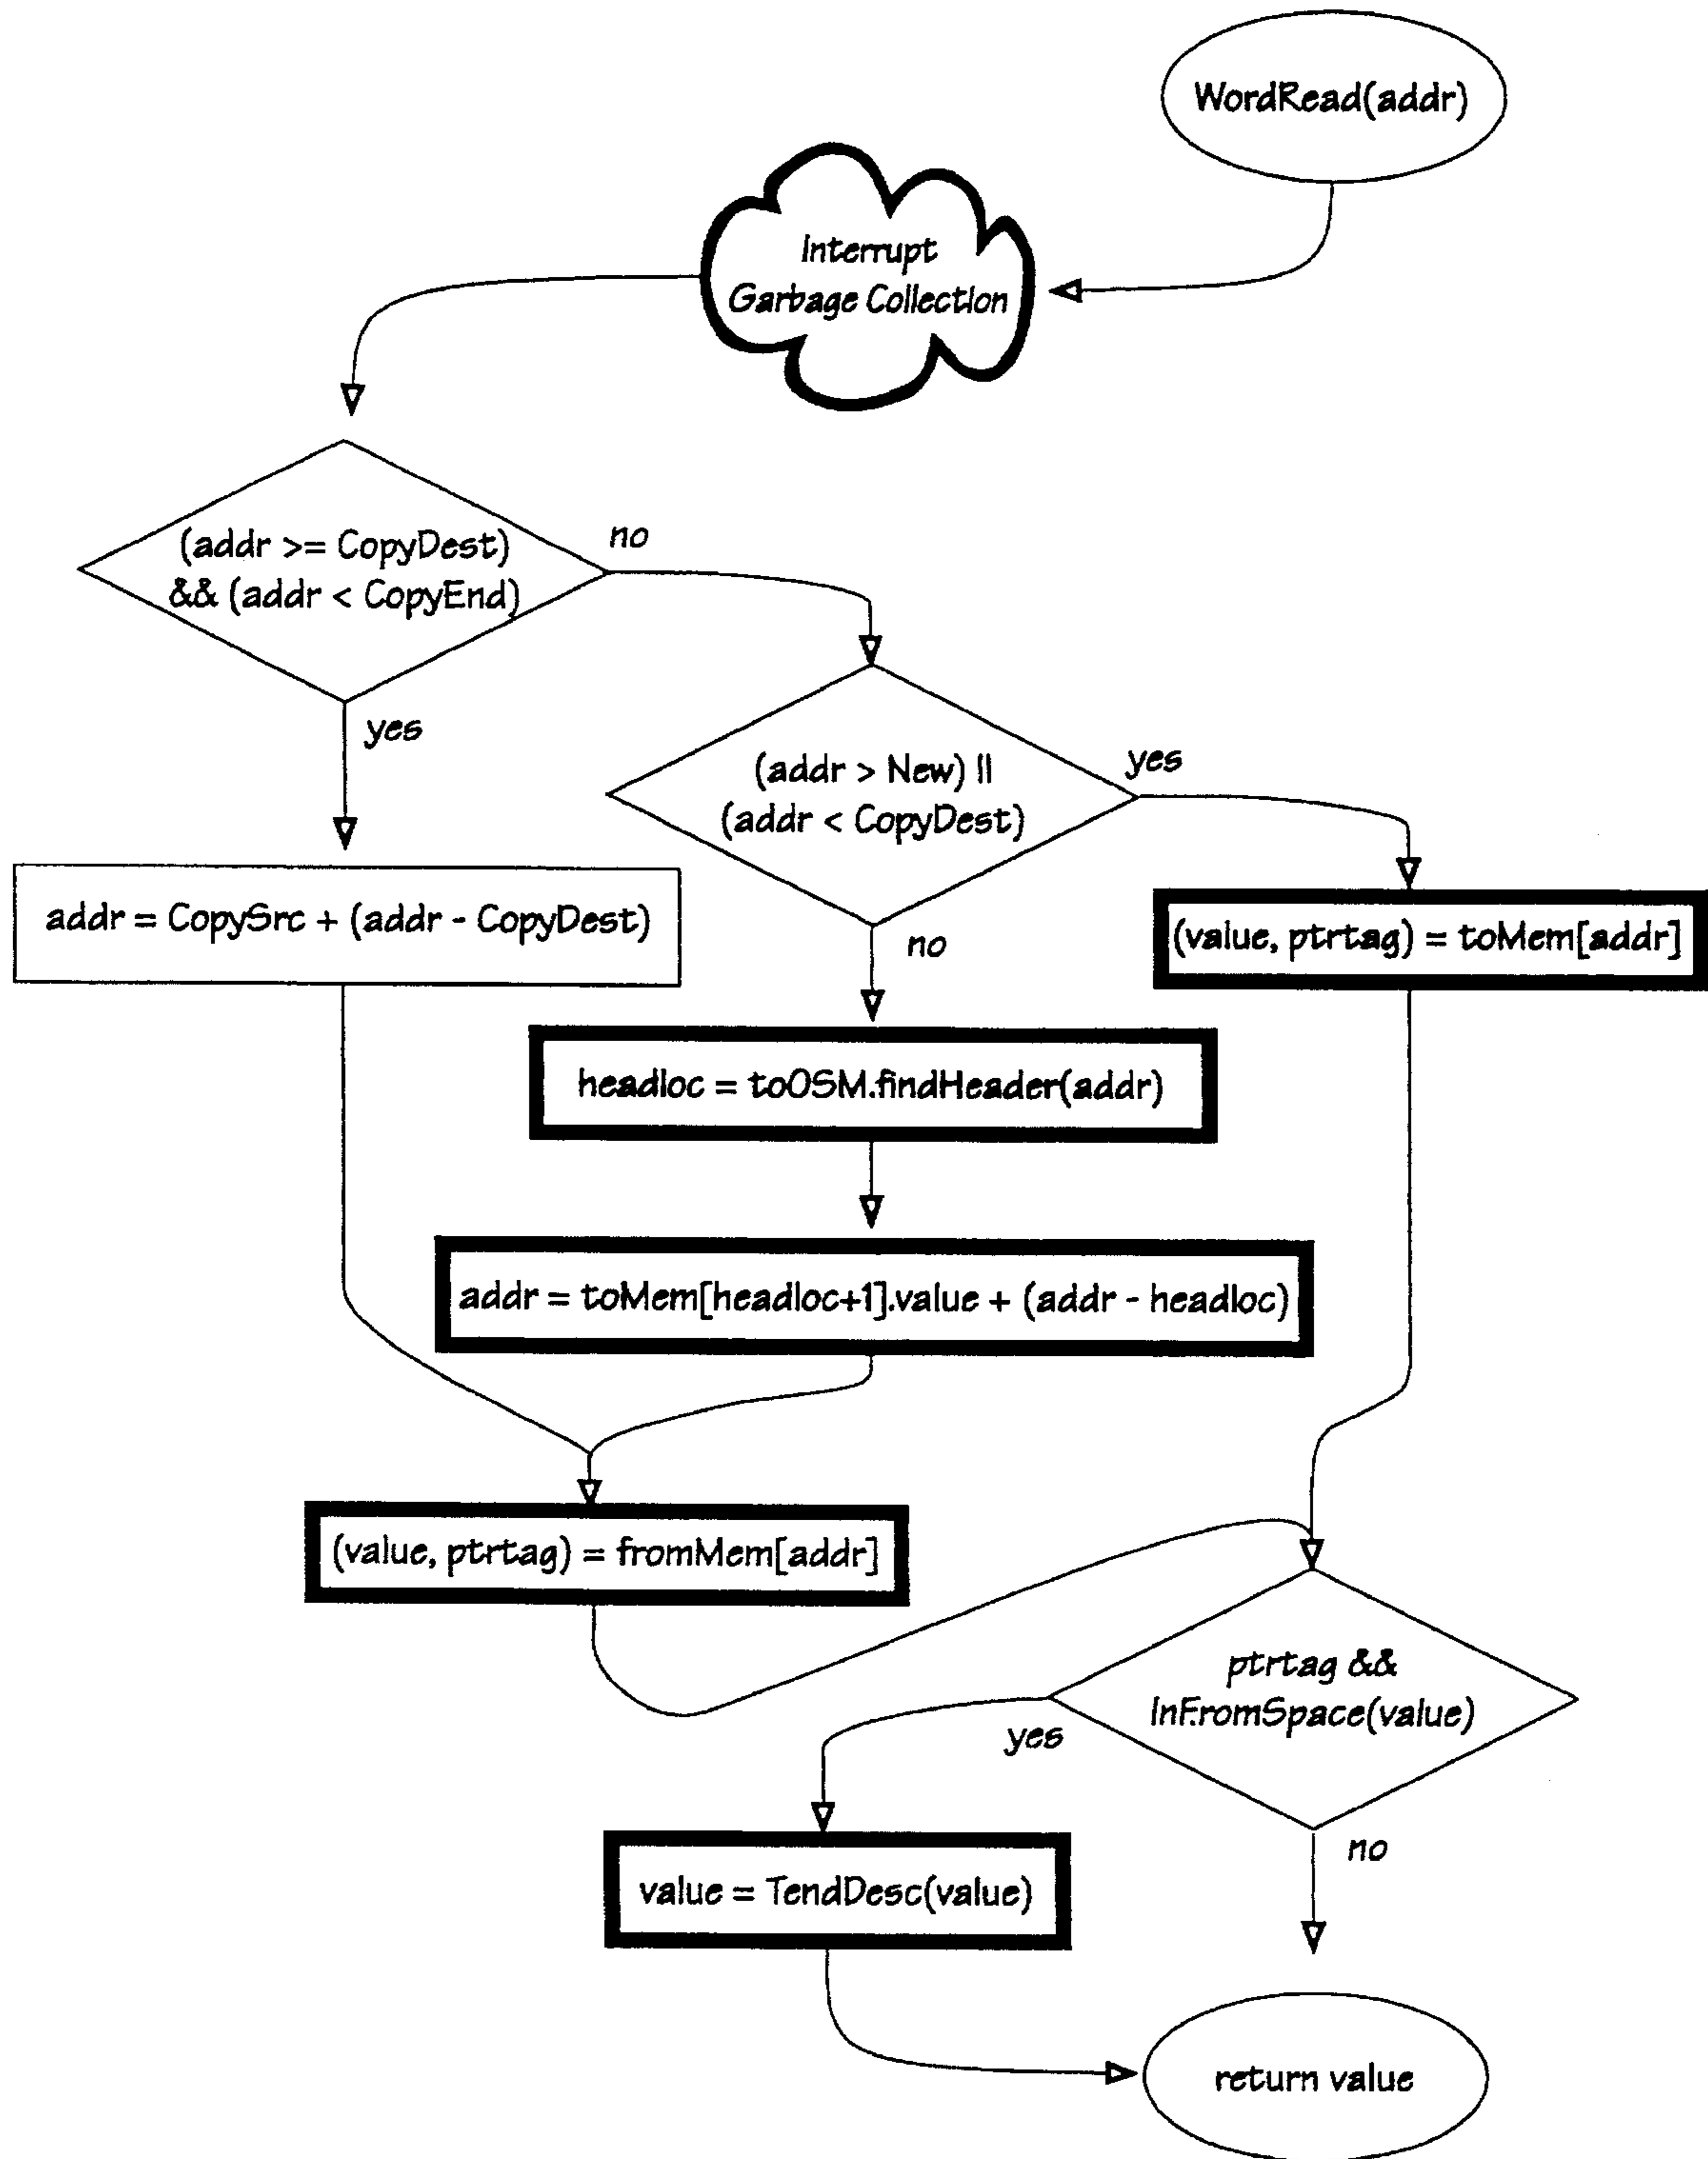 WordRead(addr)
Interrupt
Garbage Collection
(addr >= CopyDest)
&& (addr < CopyEnd)
no
yes
(addr > New) ||
(addr < CopyDest)
yes
no
addr = CopySrc + (addr - CopyDest)
(value, ptrtag) = toMem[addr]
headloc = toOSM.findHeader(addr)
addr = toMem[headloc+1].value + (addr - headloc)
(value, ptrtag) = fromMem[addr]
ptrtag &&
InFromSpace(value)
yes
no
value = TendDesc(value)
return value